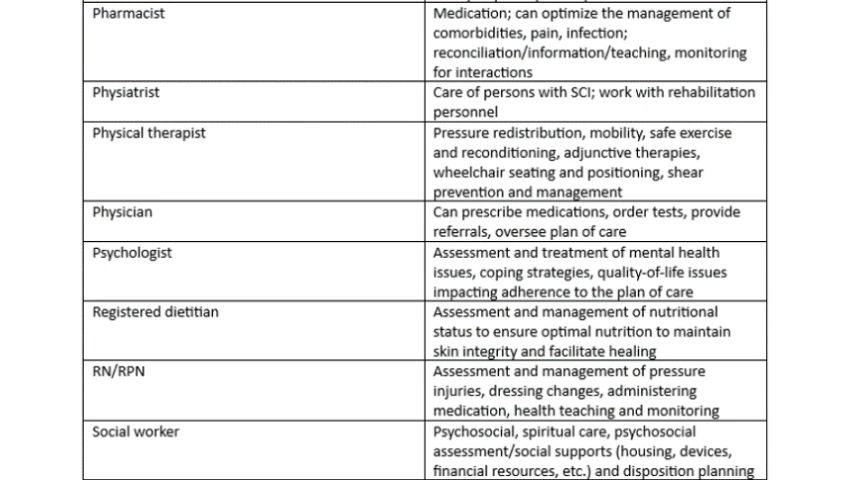 Pharmacist
Medication; can optimize the management of
comorbidities, pain, infection;
reconciliation/information/teaching, monitoring
for interactions
Physiatrist
Care of persons with SCI; work with rehabilitation
personnel
Physical therapist
Pressure redistribution, mobility, safe exercise
and reconditioning, adjunctive therapies,
wheelchair seating and positioning, shear
prevention and management
Physician
Can prescribe medications, order tests, provide
referrals, oversee plan of care
Psychologist
Assessment and treatment of mental health
issues, coping strategies, quality-of-life issues
impacting adherence to the plan of care
Registered dietitian
Assessment and management of nutritional
status to ensure optimal nutrition to maintain
skin integrity and facilitate healing
RN/RPN
Assessment and management of pressure
injuries, dressing changes, administering
medication, health teaching and monitoring
Social worker
Psychosocial, spiritual care, psychosocial
assessment/social supports (housing, devices,
financial resources, etc.) and disposition planning